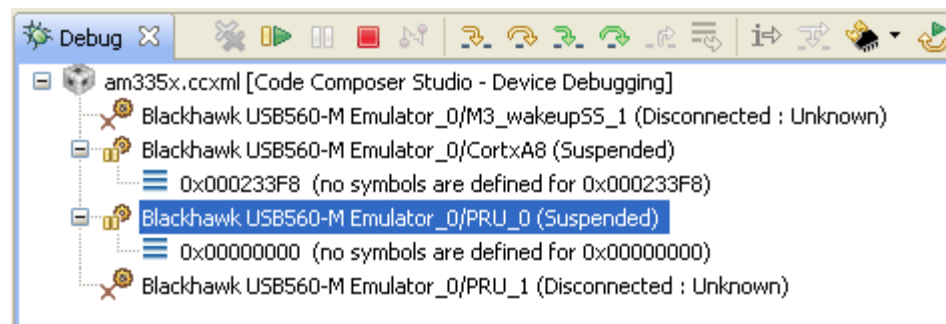 Debug
am335x.ccxml [Code Composer Studio - Device Debugging]
Blackhawk USB560-M Emulator_0/M3_wakeupSS_1 (Disconnected : Unknown)
Blackhawk USB560-M Emulator_0/CortxA8 (Suspended)
0x000233F8 (no symbols are defined for 0x000233F8)
Blackhawk USB560-M Emulator_0/PRU_0 (Suspended)
0x00000000 (no symbols are defined for 0x00000000)
Blackhawk USB560-M Emulator_0/PRU_1 (Disconnected : Unknown)